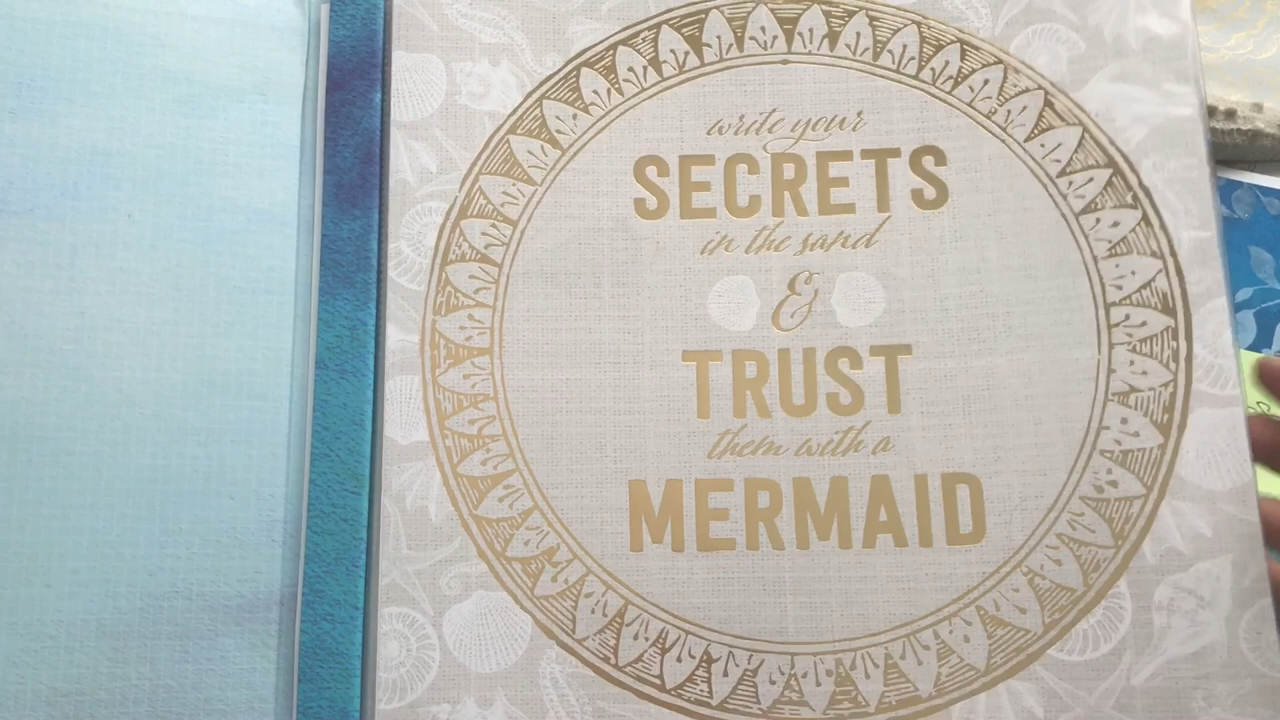 write your
SECRETS
in the sand
&
TRUST
them with a
MERMAID